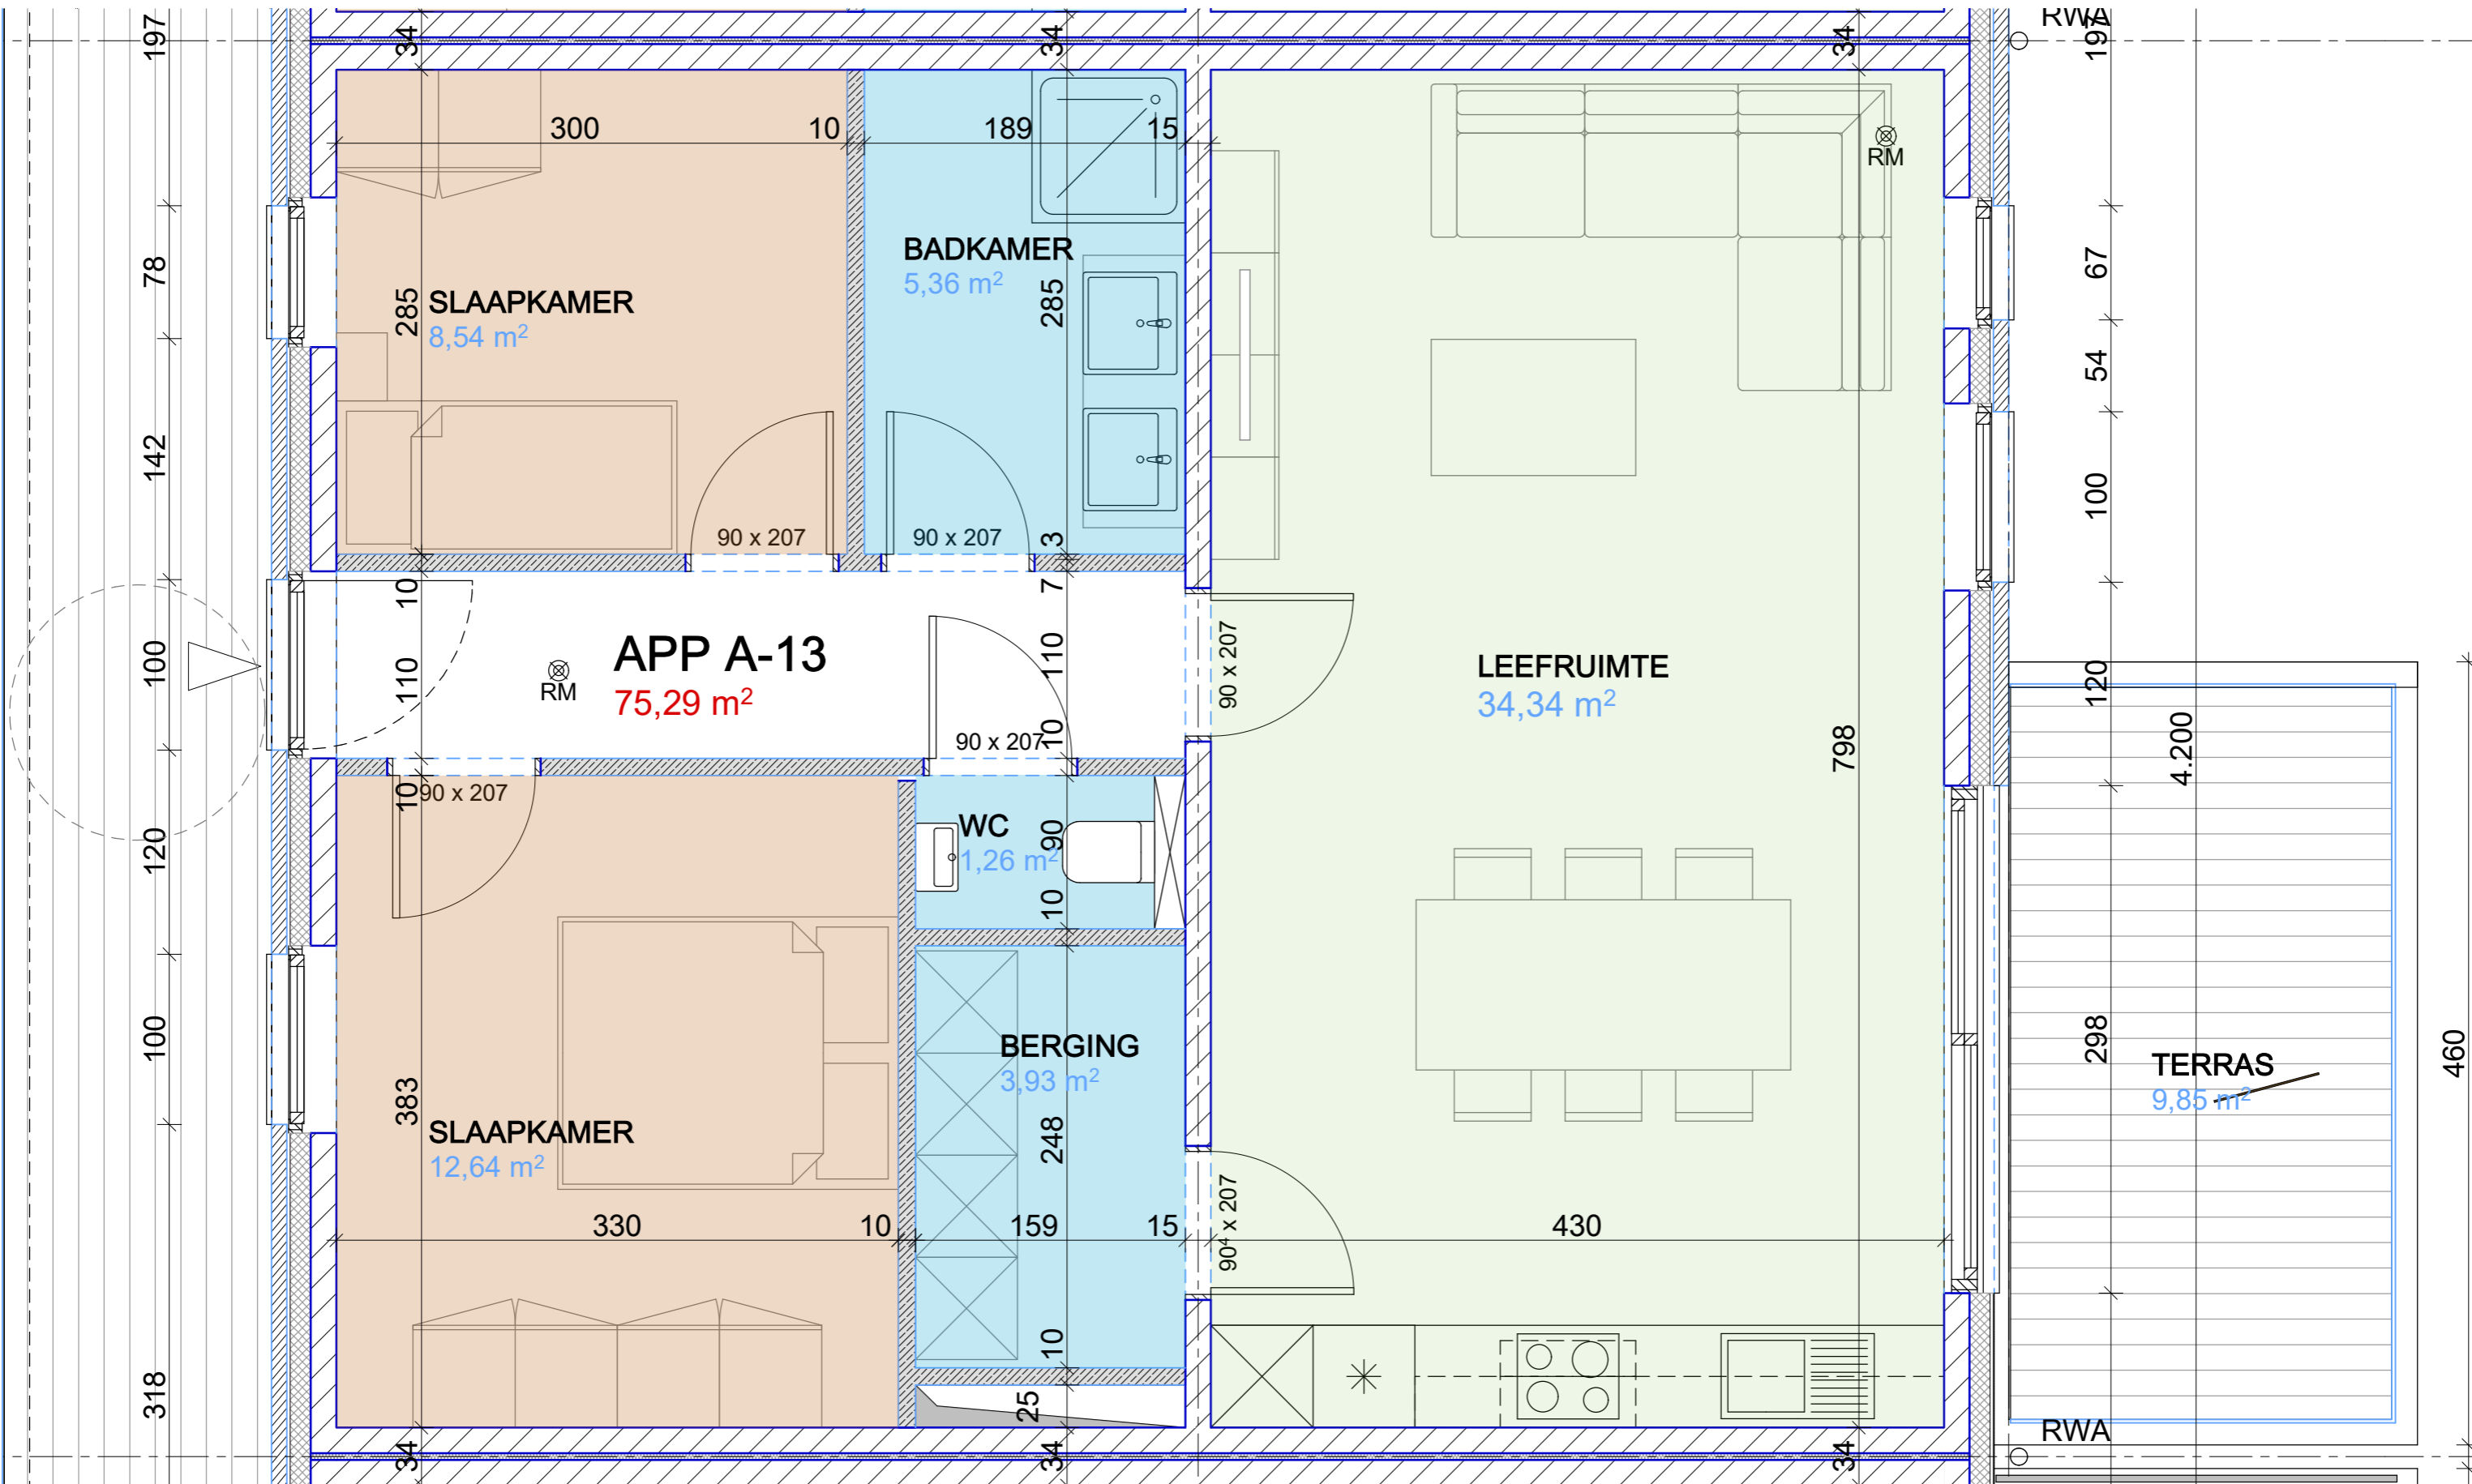 RWA
197
34
34
34
197
300
10
189
15
RM
BADKAMER
5,36 m²
78
285
SLAAPKAMER
8,54 m²
285
67
54
142
100
90 x 207
90 x 207
3
10
7
APP A-13
75,29 m²
RM
100
110
110
90 x 207
LEEFRUIMTE
34,34 m²
120
4.200
798
10
90 x 207
10
90 x 207
WC
1,26 m²
90
120
10
100
BERGING
3,93 m²
298
TERRAS
9,85 m²
460
383
SLAAPKAMER
12,64 m²
248
90⁴ x 207
330
10
159
15
430
10
318
25
RWA
34
34
34